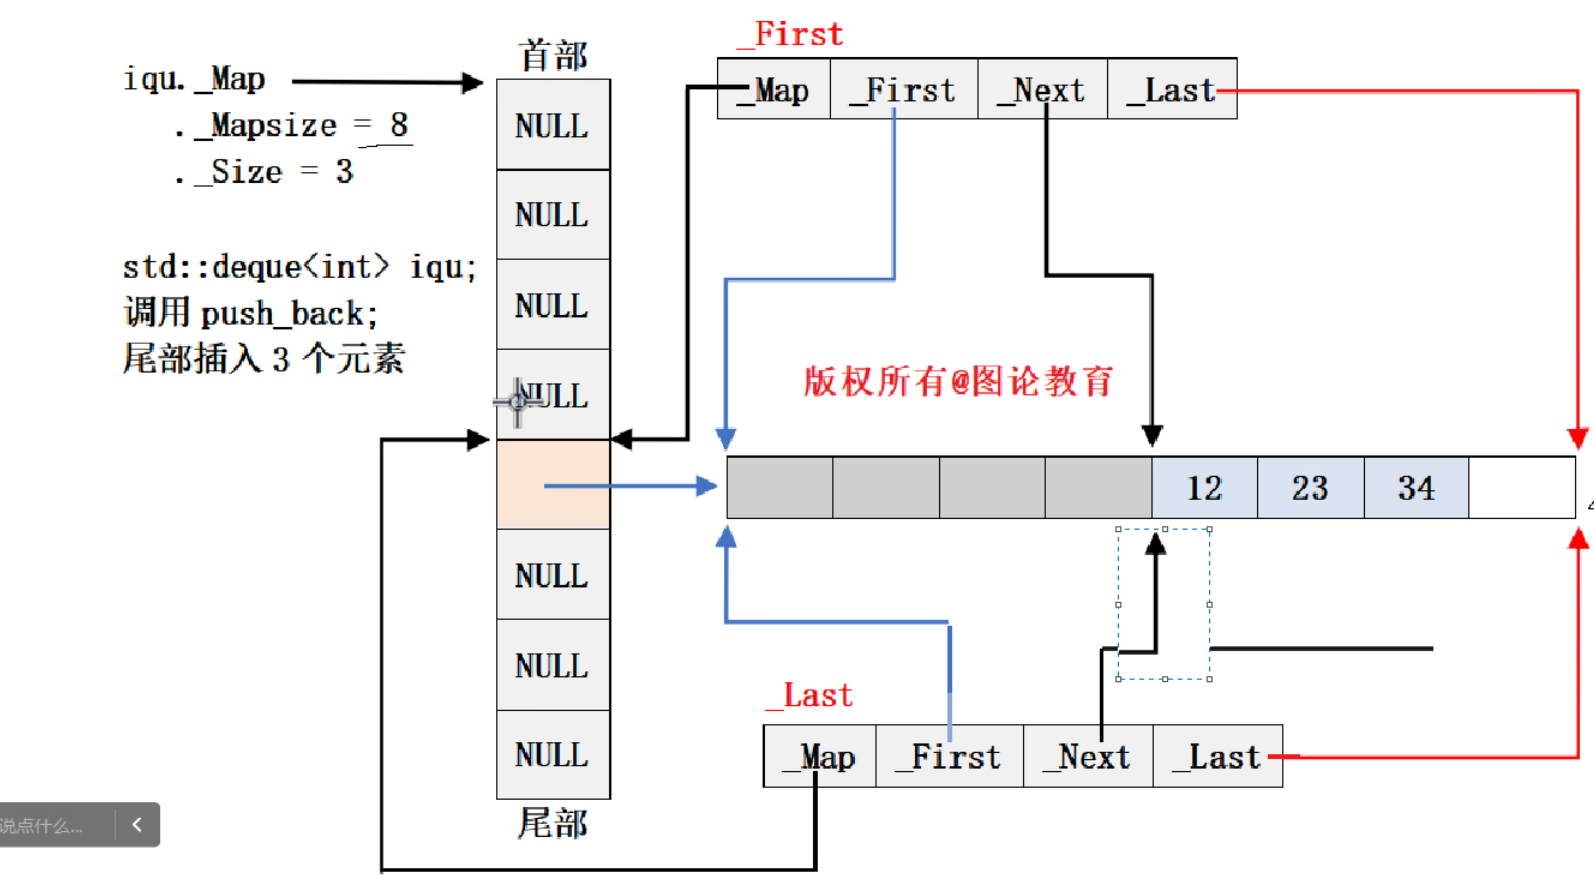 iqu._Map
._Mapsize = 8
._Size = 3
std::deque<int> iqu;
调用 push_back;
尾部插入 3 个元素
首部
NULL
NULL
NULL
NULL
NULL
NULL
NULL
尾部
_First
_Map _First _Next _Last
版权所有@图论教育
12 23 34
_Last
_Map _First _Next _Last
说点什么...